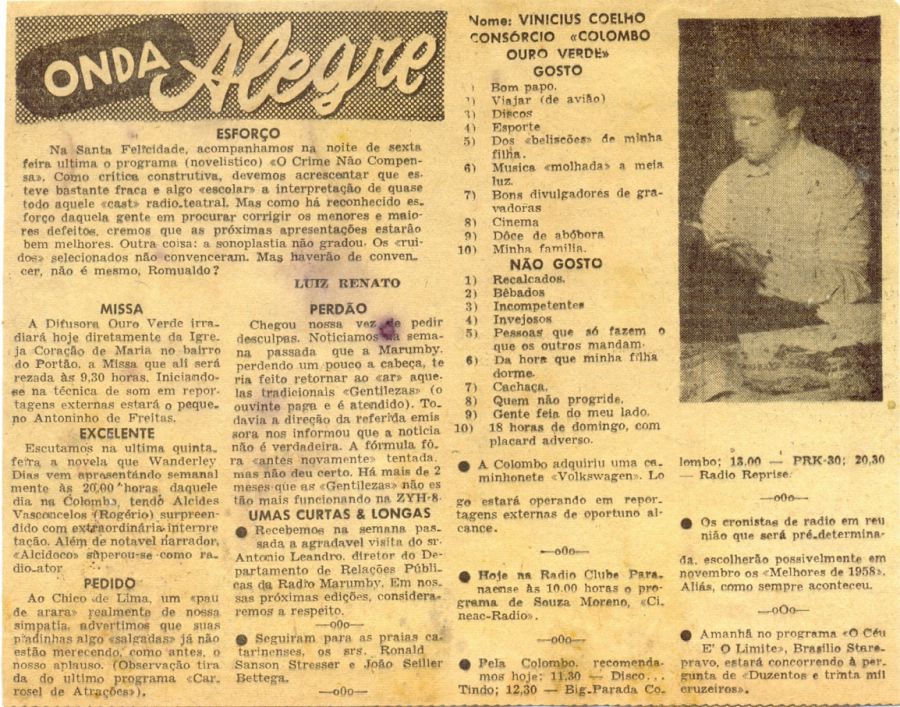 ONDA Alegre
ESFORÇO
Na Santa Felicidade, acompanhamos na noite de sexta
feira ultima o programa (novelistico) «O Crime Não Compen-
sa». Como crítica construtiva, devemos acrescentar que es-
teve bastante fraca e algo «escolar» a interpretação de quase
todo aquele «cast» radio-teatral. Mas como há reconhecido es-
forço daquela gente em procurar corrigir os menores e maio-
res defeitos, cremos que as próximas apresentações estarão
bem melhores. Outra coisa: a sonoplastia não gradou. Os «rui-
dos» selecionados não convenceram. Mas haverão de conven-
cer, não é mesmo, Romualdo?
LUIZ RENATO
MISSA
A Difusora Ouro Verde irra-
diará hoje diretamente da Igre-
ja Coração de Maria no bairro
do Portão, a Missa que ali será
rezada às 9,30 horas. Iniciando-
se na técnica de som em repor-
tagens externas estará o peque-
no Antoninho de Freitas.
EXCELENTE
Escutamos na ultima quinta-
feira a novela que Wanderley
Dias vem apresentando semanal
mente às 20,00 horas daquele
dia na Colombo, tendo Alcides
Vasconcelos (Rogério) surpreen-
dido com extraordinária interpre
tação. Além de notavel narrador,
«Alcidoco» superou-se como ra-
dio-ator
PEDIDO
Ao Chico de Lima, um «pau
de arara» realmente de nossa
simpatia, advertimos que suas
piadinhas algo «salgadas» já não
estão merecendo, como antes, o
nosso aplauso. (Observação tira
da do ultimo programa «Car-
rosel de Atrações»).
PERDÃO
Chegou nossa vez de pedir
desculpas. Noticiamos na sema-
na passada que a Marumby,
perdendo um pouco a cabeça, te
ria feito retornar ao «ar» aque-
las tradicionais «Gentilezas» (o
ouvinte paga e é atendido). To-
davia a direção da referida emis
sora nos informou que a noticia
não é verdadeira. A fórmula fô-
ra «antes novamente» tentada,
mas não deu certo. Há mais de 2
meses que as «Gentilezas» não es
tão mais funcionando na ZYH-8
UMAS CURTAS & LONGAS
● Recebemos na semana pas-
sada a agradavel visita do sr.
Antonio Leandro, diretor do De-
partamento de Relações Públi-
cas da Radio Marumby. Em nos-
sas próximas edições, considera-
remos a respeito.
—oOo—
● Seguiram para as praias ca-
tarinenses, os srs. Ronald
Sanson Stresser e João Seiller
Bettega.
—oOo—
Nome: VINICIUS COELHO
CONSÓRCIO «COLOMBO
OURO VERDE»
GOSTO
1) Bom papo.
2) Viajar (de avião)
3) Discos
4) Esporte
5) Dos «beliscões» de minha
filha.
6) Musica «molhada» a meia
luz.
7) Bons divulgadores de gra-
vadoras
8) Cinema
9) Dôce de abóbora
10) Minha familia.
NÃO GOSTO
1) Recalcados.
2) Bêbados
3) Incompetentes
4) Invejosos
5) Pessoas que só fazem o
que os outros mandam.
6) Da hora que minha filha
dorme.
7) Cachaça.
8) Quem não progride.
9) Gente feia do meu lado.
10) 18 horas de domingo, com
placard adverso.
● A Colombo adquiriu uma ca-
minhonete «Volkswagen». Lo
go estará operando em repor-
tagens externas de oportuno al-
cance.
—oOo—
● Hoje na Radio Clube Para-
naense às 10.00 horas o pro-
grama de Souza Moreno, «Ci-
neac-Radio».
—oOo—
● Pela Colombo, recomenda-
mos hoje: 11,30 — Disco...
Tindo; 12,30 — Big-Parada Co-
lombo; 13,00 — PRK-30; 20,30
— Radio Reprise.
—oOo—
● Os cronistas de radio em reu
nião que será pré-determina-
da, escolherão possivelmente em
novembro os «Melhores de 1958».
Aliás, como sempre aconteceu.
—oOo—
● Amanhã no programa «O Céu
E' O Limite», Brasilio Stare-
pravo, estará concorrendo à per-
gunta de «Duzentos e trinta mil
cruzeiros».